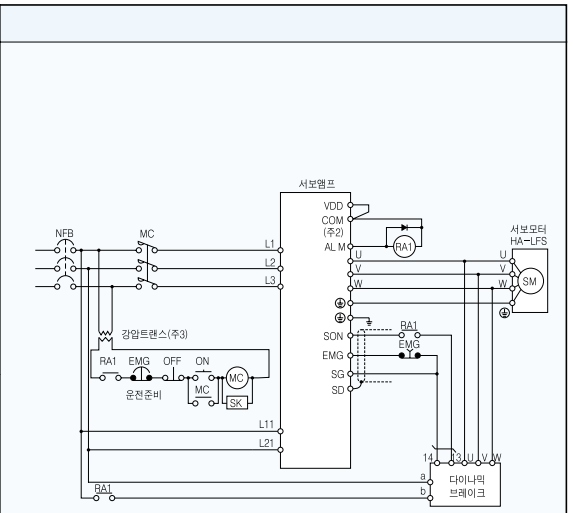 서보앰프
VDD
COM
(주2)
AL M
RA1
서보모터
HA-LFS
NFB
MC
L1
L2
L3
U
V
W
U
V
W
SM
강압트랜스(주3)
RA1
EMG
OFF
ON
MC
MC
SK
운전준비
SON
EMG
SG
SD
RA1
EMG
L11
L21
14
13
U
V
W
a
b
다이나믹
브레이크
RA1